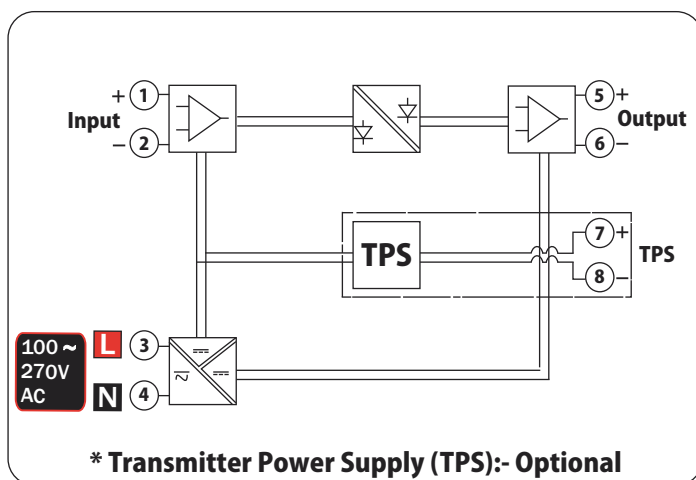 + 1
Input
− 2
5 +
Output
6 −
TPS
7 +
TPS
8 −
100 ~
270V
AC
L 3
N 4
* Transmitter Power Supply (TPS):- Optional